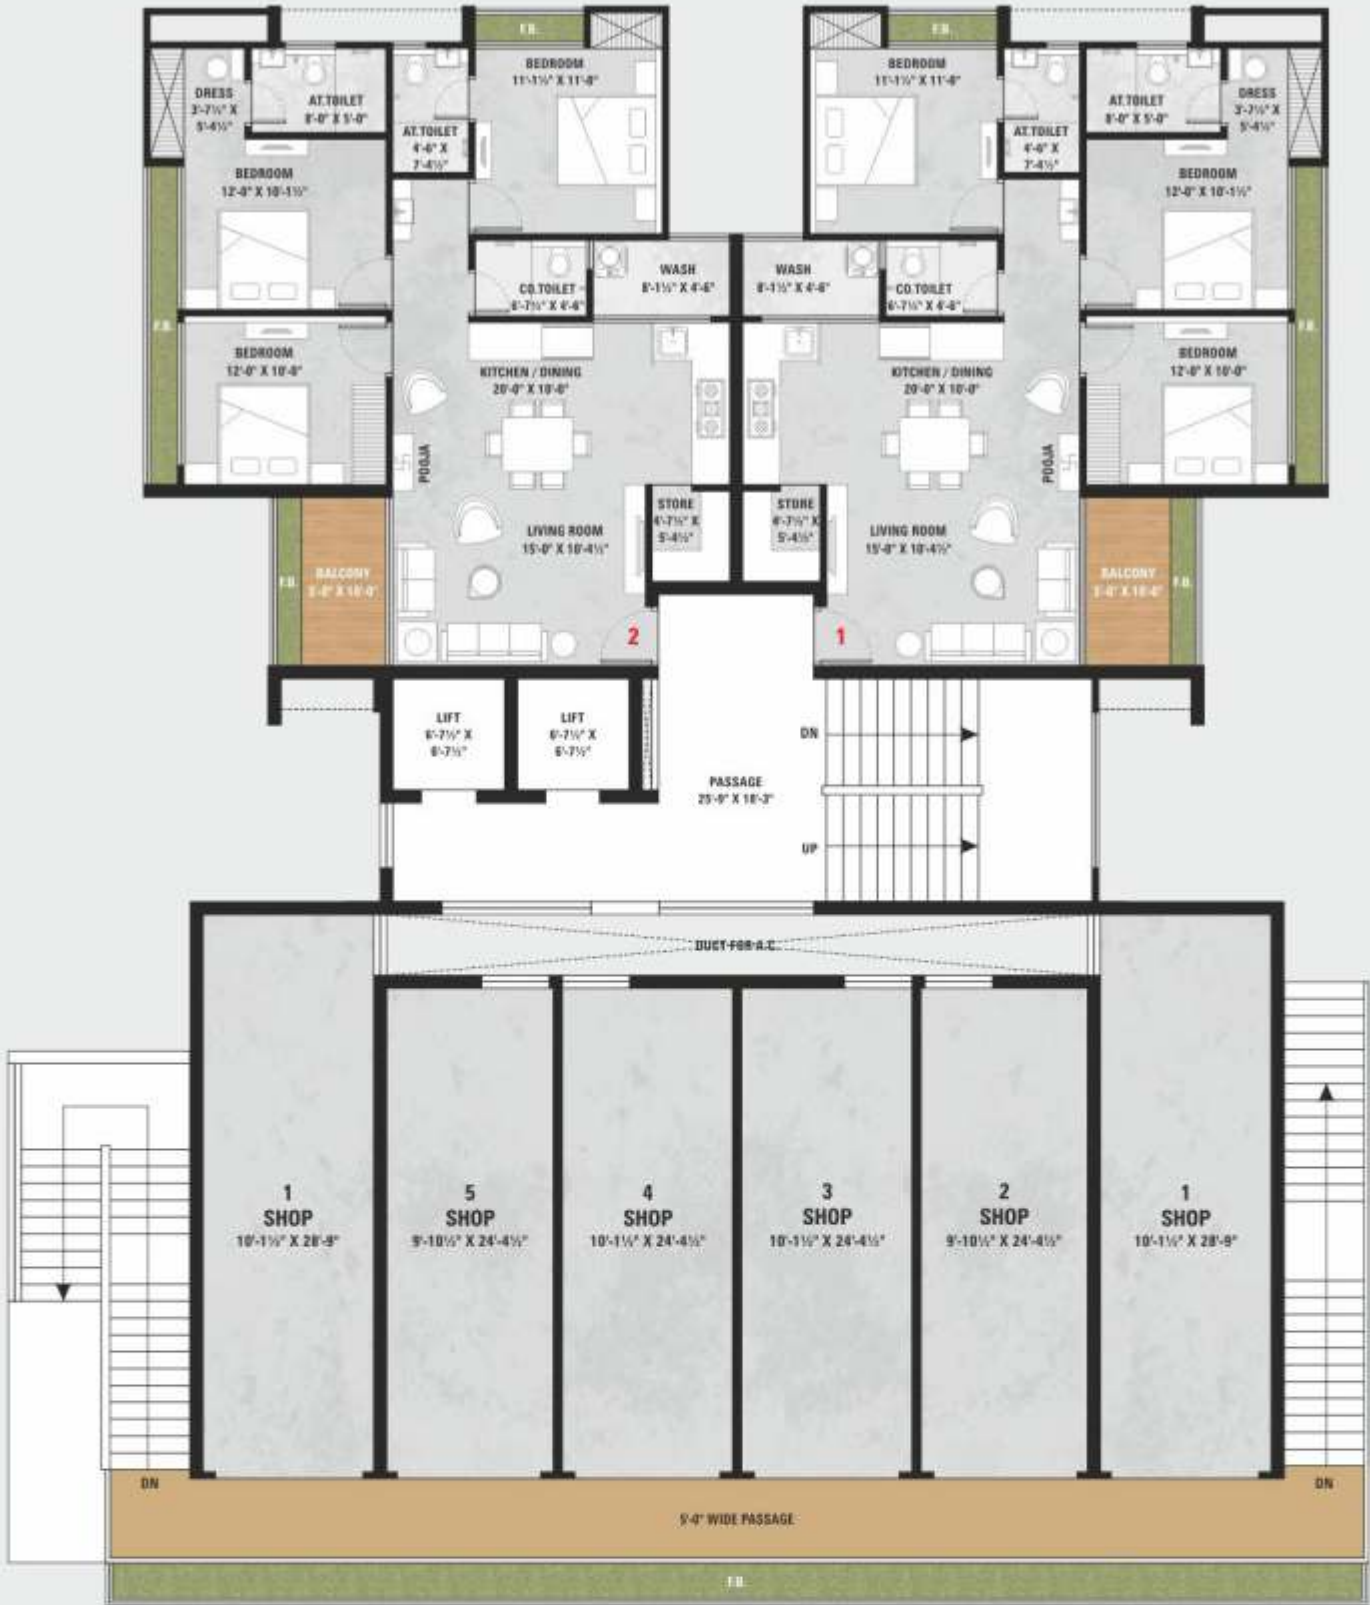 F.B.
F.B.
BEDROOM
11'-1½" X 11'-0"
BEDROOM
11'-1½" X 11'-0"
DRESS
3'-7½" X
5'-4½"
AT.TOILET
8'-0" X 5'-0"
AT.TOILET
4'-6" X
7'-4½"
AT.TOILET
4'-6" X
7'-4½"
AT.TOILET
8'-0" X 5'-0"
DRESS
3'-7½" X
5'-4½"
BEDROOM
12'-0" X 10'-1½"
BEDROOM
12'-0" X 10'-1½"
CO.TOILET
6'-7½" X 4'-6"
WASH
8'-1½" X 4'-6"
WASH
8'-1½" X 4'-6"
CO.TOILET
6'-7½" X 4'-6"
F.B.
F.B.
BEDROOM
12'-0" X 10'-0"
KITCHEN / DINING
20'-0" X 10'-0"
KITCHEN / DINING
20'-0" X 10'-0"
BEDROOM
12'-0" X 10'-0"
POOJA
POOJA
STORE
4'-7½" X
5'-4½"
STORE
4'-7½" X
5'-4½"
LIVING ROOM
15'-0" X 10'-4½"
LIVING ROOM
15'-0" X 10'-4½"
F.B.
BALCONY
BALCONY
F.B.
2
1
LIFT
6'-7½" X
6'-7½"
LIFT
6'-7½" X
6'-7½"
DN
PASSAGE
25'-9" X 18'-3"
UP
DUCT FOR A.C.
1
SHOP
10'-1½" X 28'-9"
5
SHOP
9'-10½" X 24'-4½"
4
SHOP
10'-1½" X 24'-4½"
3
SHOP
10'-1½" X 24'-4½"
2
SHOP
9'-10½" X 24'-4½"
1
SHOP
10'-1½" X 28'-9"
DN
DN
5'-0" WIDE PASSAGE
F.B.